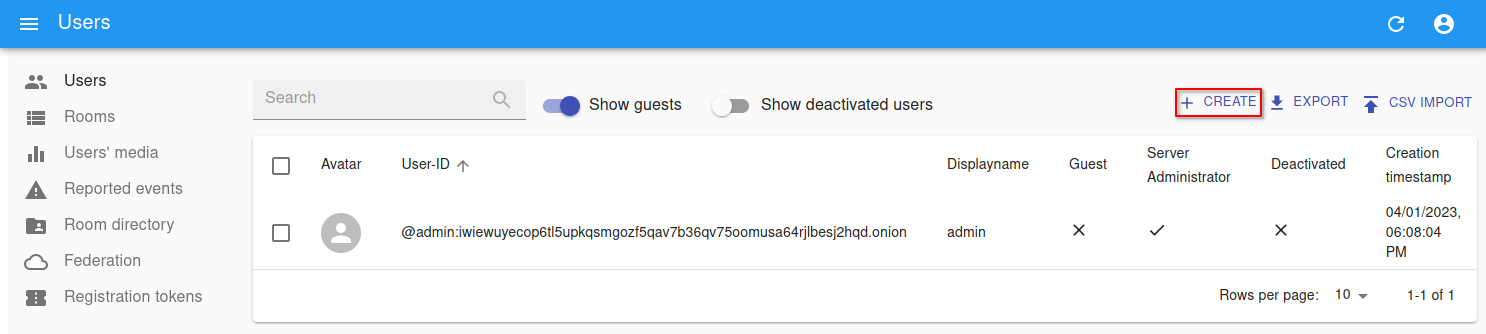 Users
Users
Rooms
Users' media
Reported events
Room directory
Federation
Registration tokens
Search
Show guests
Show deactivated users
CREATE
EXPORT
CSV IMPORT
Avatar
User-ID
Displayname
Guest
Server
Administrator
Deactivated
Creation
timestamp
@admin:iwiewuyecop6tl5upkqsmgozf5qav7b36qv75oomusa64rjlbesj2hqd.onion
admin
04/01/2023,
06:08:04
PM
Rows per page: 10
1-1 of 1